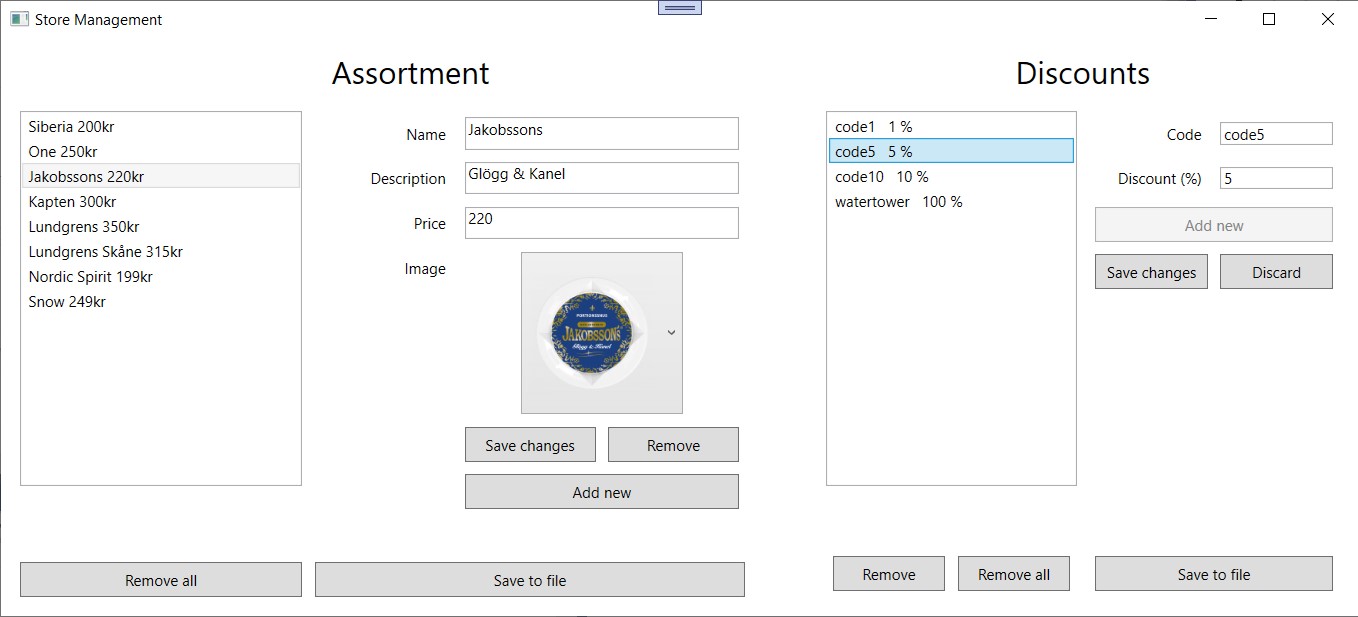 Store Management
Assortment
Siberia 200kr
One 250kr
Jakobssons 220kr
Kapten 300kr
Lundgrens 350kr
Lundgrens Skåne 315kr
Nordic Spirit 199kr
Snow 249kr
Name
Jakobssons
Description
Glögg & Kanel
Price
220
Image
JAKOBSSON'S
Glögg & Kanel
Save changes
Remove
Add new
Remove all
Save to file
Discounts
code1 1 %
code5 5 %
code10 10 %
watertower 100 %
Code
code5
Discount (%)
5
Add new
Save changes
Discard
Remove
Remove all
Save to file